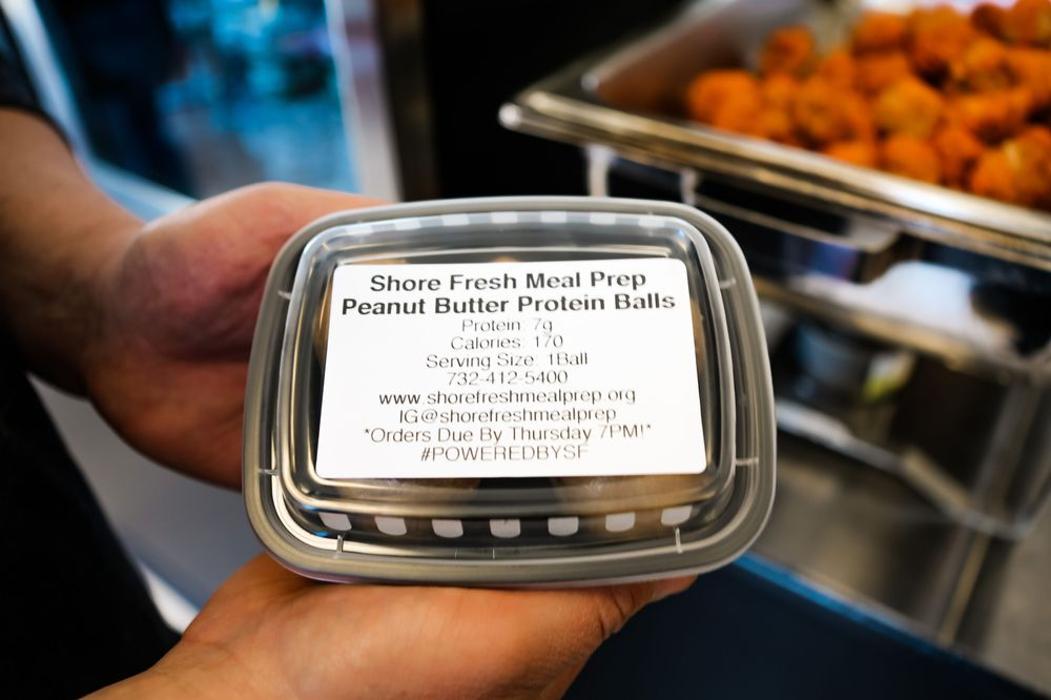 Shore Fresh Meal Prep
Peanut Butter Protein Balls
Protein: 7g
Calories: 170
Serving Size: 1Ball
732-412-5400
www.shorefreshmealprep.org
IG@shorefreshmealprep
*Orders Due By Thursday 7PM!*
#POWEREDBYSF